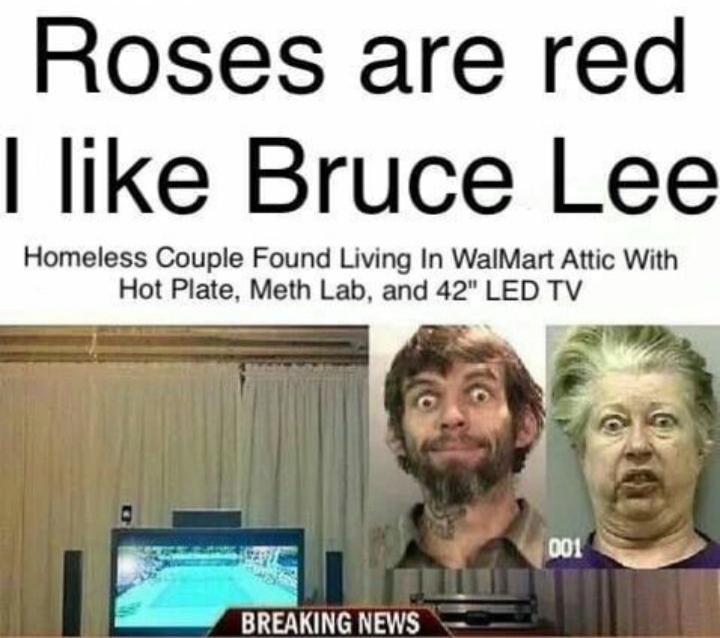 Roses are red
I like Bruce Lee
Homeless Couple Found Living In WalMart Attic With
Hot Plate, Meth Lab, and 42" LED TV
001
BREAKING NEWS